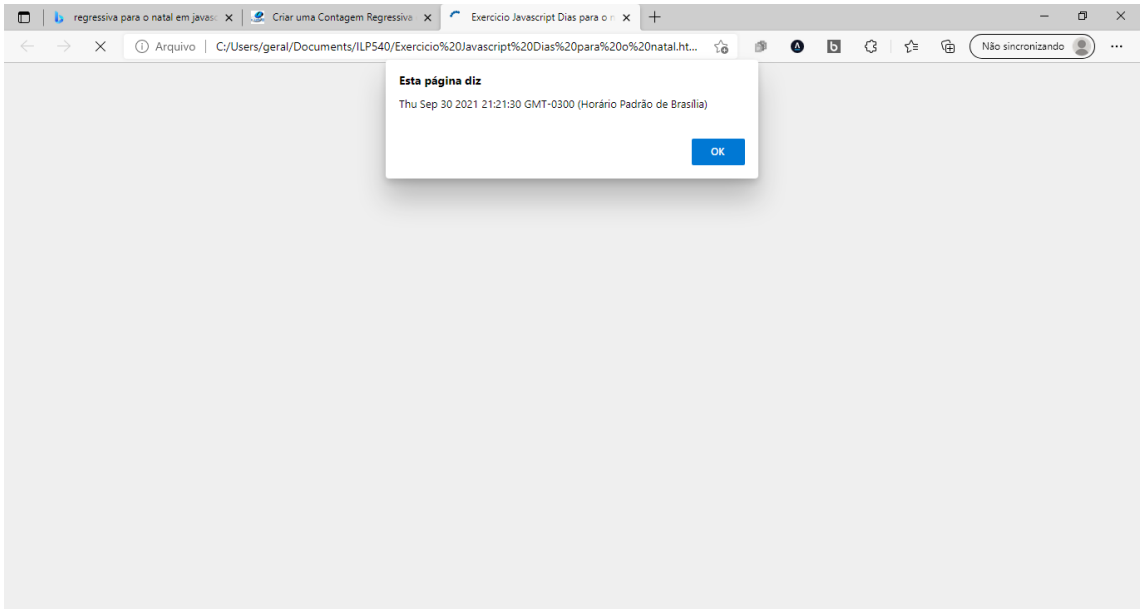 regressiva para o natal em javasc
Criar uma Contagem Regressiva
Exercicio Javascript Dias para o n
Arquivo
C:/Users/geral/Documents/ILP540/Exercicio%20Javascript%20Dias%20para%20o%20natal.ht...
Não sincronizando
Esta página diz
Thu Sep 30 2021 21:21:30 GMT-0300 (Horário Padrão de Brasília)
OK